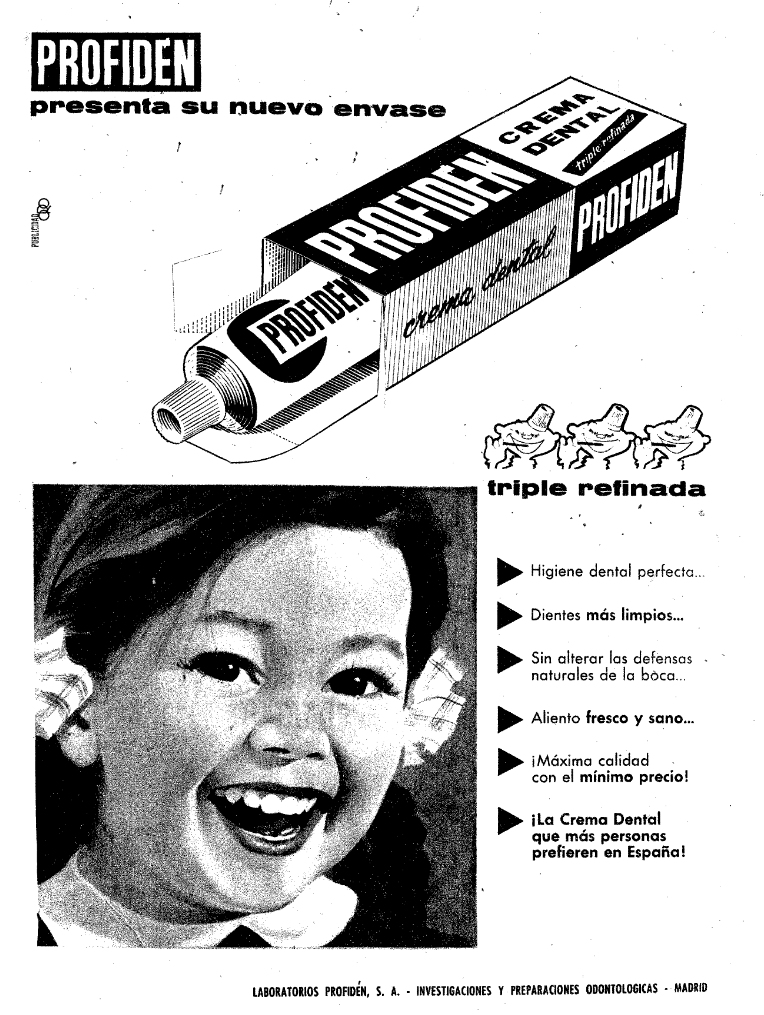 PROFIDEN
presenta su nuevo envase
PUBLICIDAD
CREMA
DENTAL
triple refinada
PROFIDEN
PROFIDEN
crema dental
PROFIDEN
triple refinada
Higiene dental perfecta...
Dientes más limpios...
Sin alterar las defensas
naturales de la boca...
Aliento fresco y sano...
¡Máxima calidad
con el mínimo precio!
¡La Crema Dental
que más personas
prefieren en España!
LABORATORIOS PROFIDÉN, S. A. - INVESTIGACIONES Y PREPARACIONES ODONTOLOGICAS - MADRID